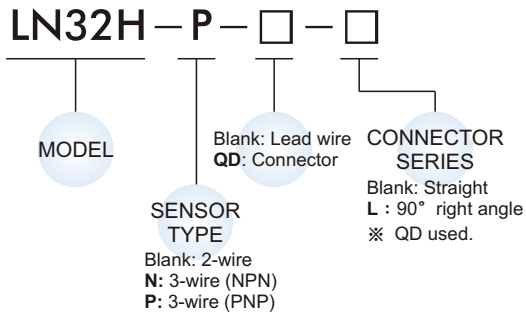 LN32H－P－□－□
MODEL
SENSOR
TYPE
Blank: 2-wire
N: 3-wire (NPN)
P: 3-wire (PNP)
Blank: Lead wire
QD: Connector
CONNECTOR
SERIES
Blank: Straight
L：90° right angle
※ QD used.